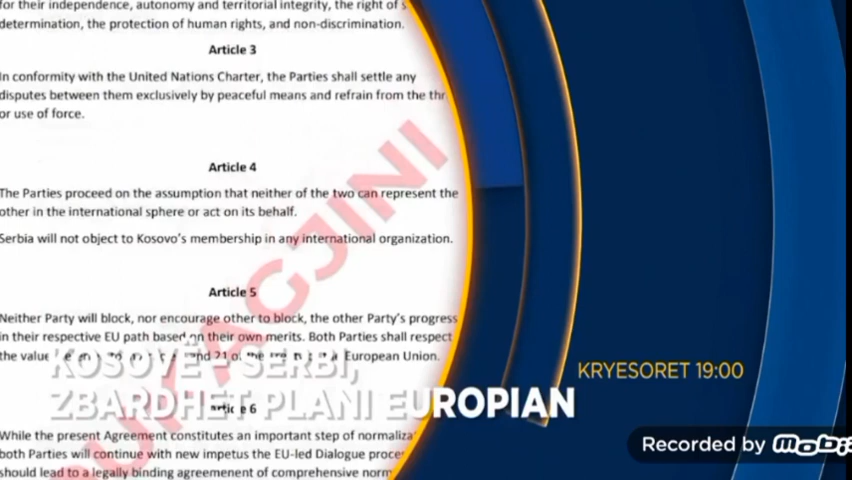 for their independence, autonomy and territorial integrity, the right of s
determination, the protection of human rights, and non-discrimination.
Article 3
In conformity with the United Nations Charter, the Parties shall settle any
disputes between them exclusively by peaceful means and refrain from the thr
or use of force.
Article 4
The Parties proceed on the assumption that neither of the two can represent the
other in the international sphere or act on its behalf.
Serbia will not object to Kosovo's membership in any international organization.
Article 5
Neither Party will block, nor encourage other to block, the other Party's progress
in their respective EU path based on their own merits. Both Parties shall respect
the value and 21 of European Union.
KOSOVË - SERBI,
ZBARDHET PLANI EUROPIAN
KRYESORET 19:00
6
While the present Agreement constitutes an important step of normaliza
both Parties will continue with new impetus the EU-led Dialogue proce
should lead to a legally binding agreemenent of comprehensive norm
UKAGJINI
Recorded by